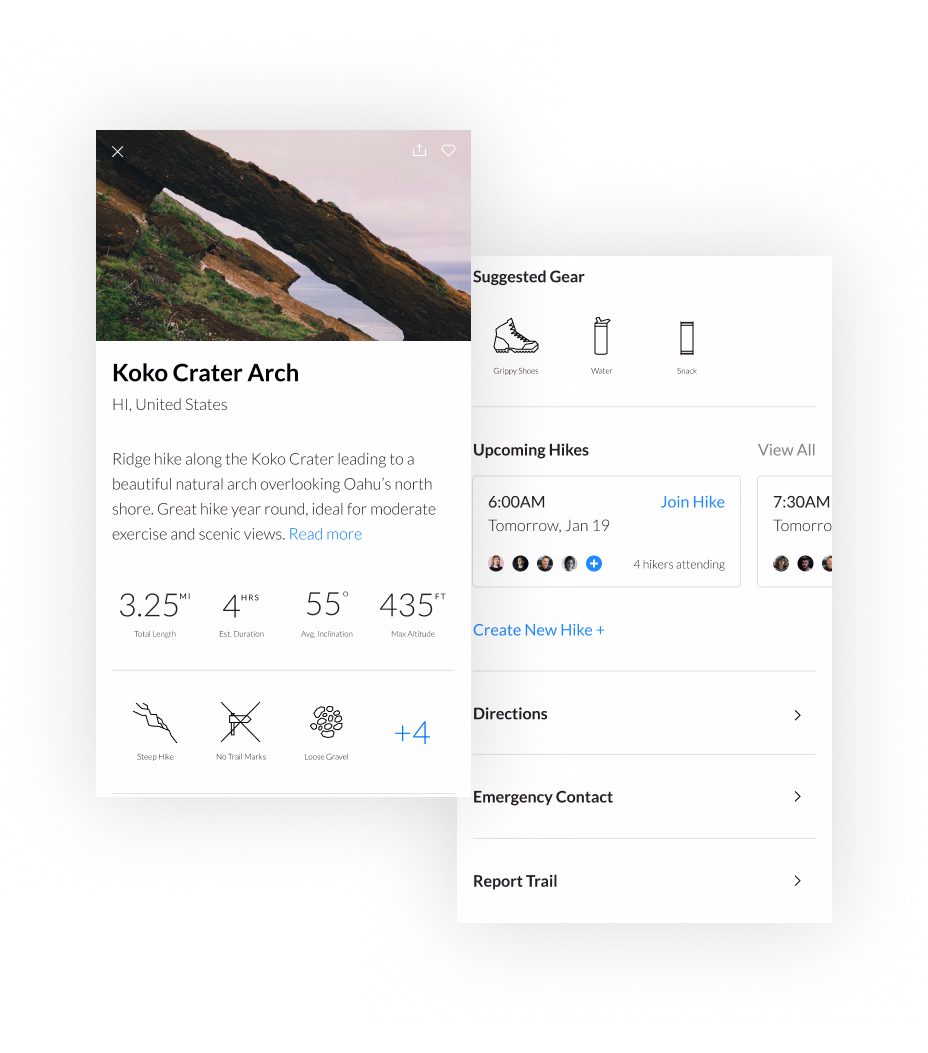 Koko Crater Arch
HI, United States
Ridge hike along the Koko Crater leading to a
beautiful natural arch overlooking Oahu’s north
shore. Great hike year round, ideal for moderate
exercise and scenic views. Read more
3.25 MI
Total Length
4 HRS
Est. Duration
55°
Avg. Inclination
435 FT
Max Altitude
Steep Hike
No Trail Marks
Loose Gravel
+4
Suggested Gear
Grippy Shoes
Water
Snack
Upcoming Hikes
View All
6:00AM
Join Hike
Tomorrow, Jan 19
4 hikers attending
7:30AM
Tomorro
Create New Hike +
Directions
Emergency Contact
Report Trail